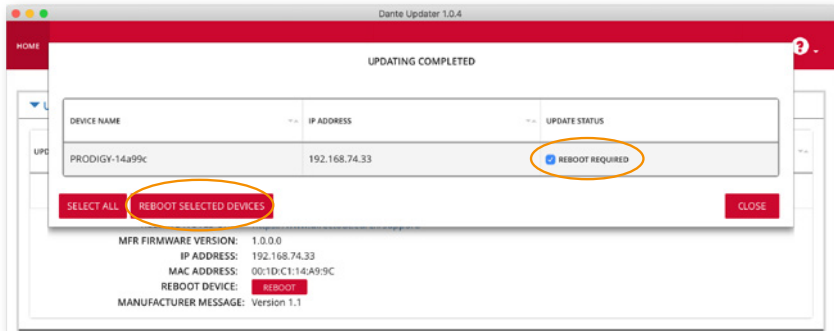 Dante Updater 1.0.4
HOME
?
UPDATING COMPLETED
DEVICE NAME IP ADDRESS UPDATE STATUS
PRODIGY-14a99c 192.168.74.33 REBOOT REQUIRED
SELECT ALL REBOOT SELECTED DEVICES CLOSE
MFR FIRMWARE VERSION: 1.0.0.0
IP ADDRESS: 192.168.74.33
MAC ADDRESS: 00:1D:C1:14:A9:9C
REBOOT DEVICE: REBOOT
MANUFACTURER MESSAGE: Version 1.1